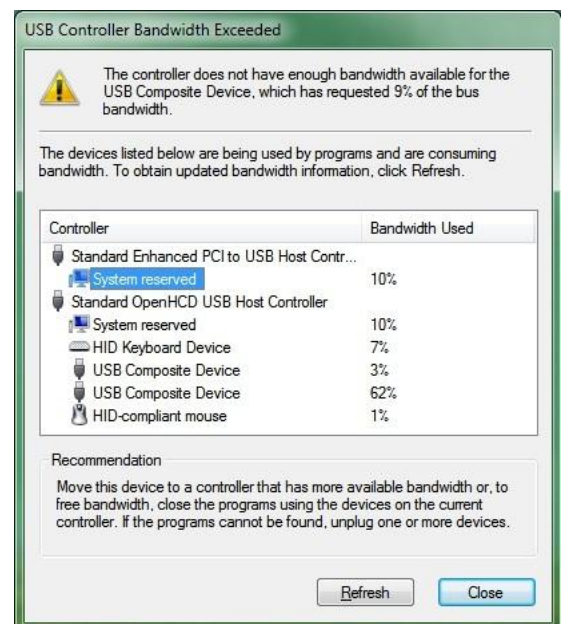 USB Controller Bandwidth Exceeded
The controller does not have enough bandwidth available for the
USB Composite Device, which has requested 9% of the bus
bandwidth.
The devices listed below are being used by programs and are consuming
bandwidth. To obtain updated bandwidth information, click Refresh.
Controller Bandwidth Used
Standard Enhanced PCI to USB Host Contr...
System reserved 10%
Standard OpenHCD USB Host Controller
System reserved 10%
HID Keyboard Device 7%
USB Composite Device 3%
USB Composite Device 62%
HID-compliant mouse 1%
Recommendation
Move this device to a controller that has more available bandwidth or, to
free bandwidth, close the programs using the devices on the current
controller. If the programs cannot be found, unplug one or more devices.
Refresh Close